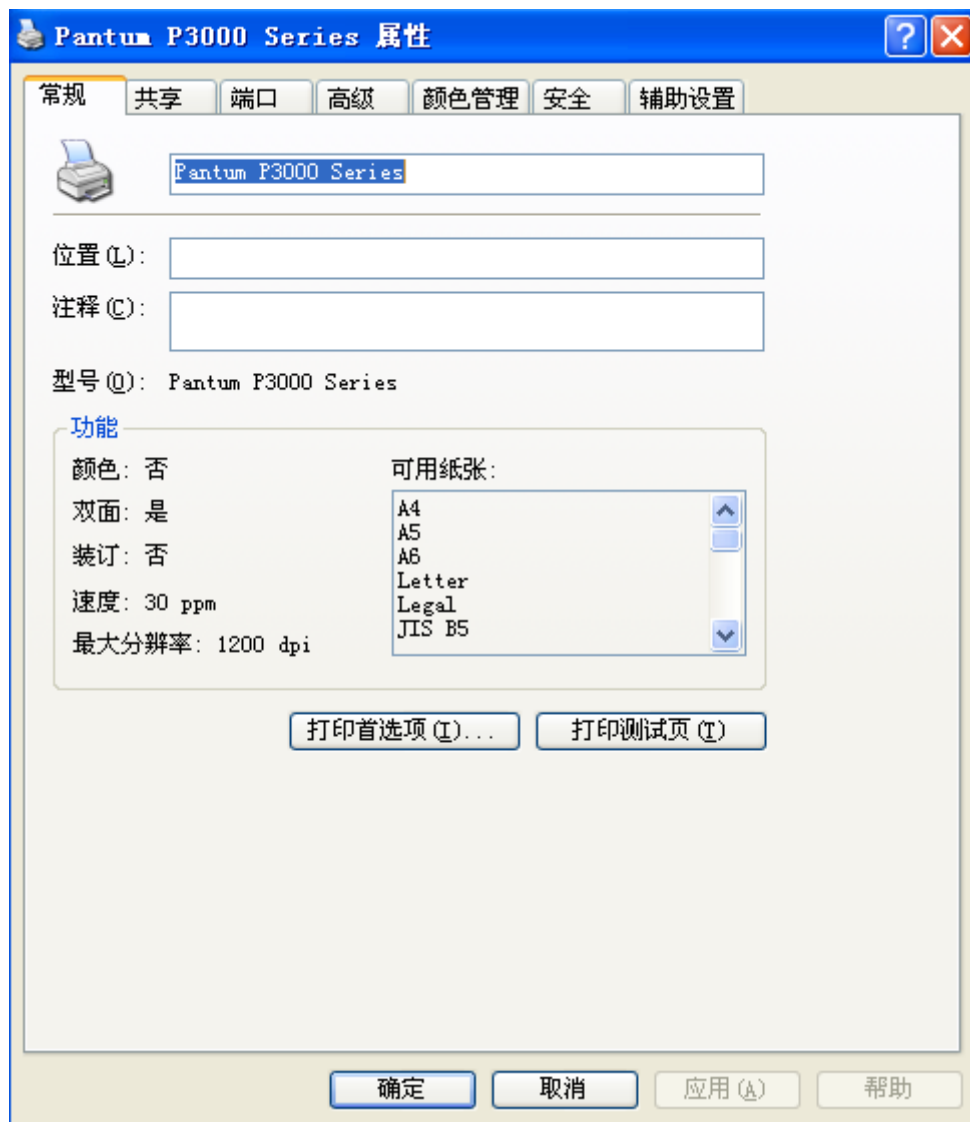 Pantum P3000 Series 属性
常规 共享 端口 高级 颜色管理 安全 辅助设置
Pantum P3000 Series
位置(L):
注释(C):
型号(O): Pantum P3000 Series
功能
颜色: 否
双面: 是
装订: 否
速度: 30 ppm
最大分辨率: 1200 dpi
可用纸张:
A4
A5
A6
Letter
Legal
JIS B5
打印首选项(I)... 打印测试页(T)
确定 取消 应用(A) 帮助